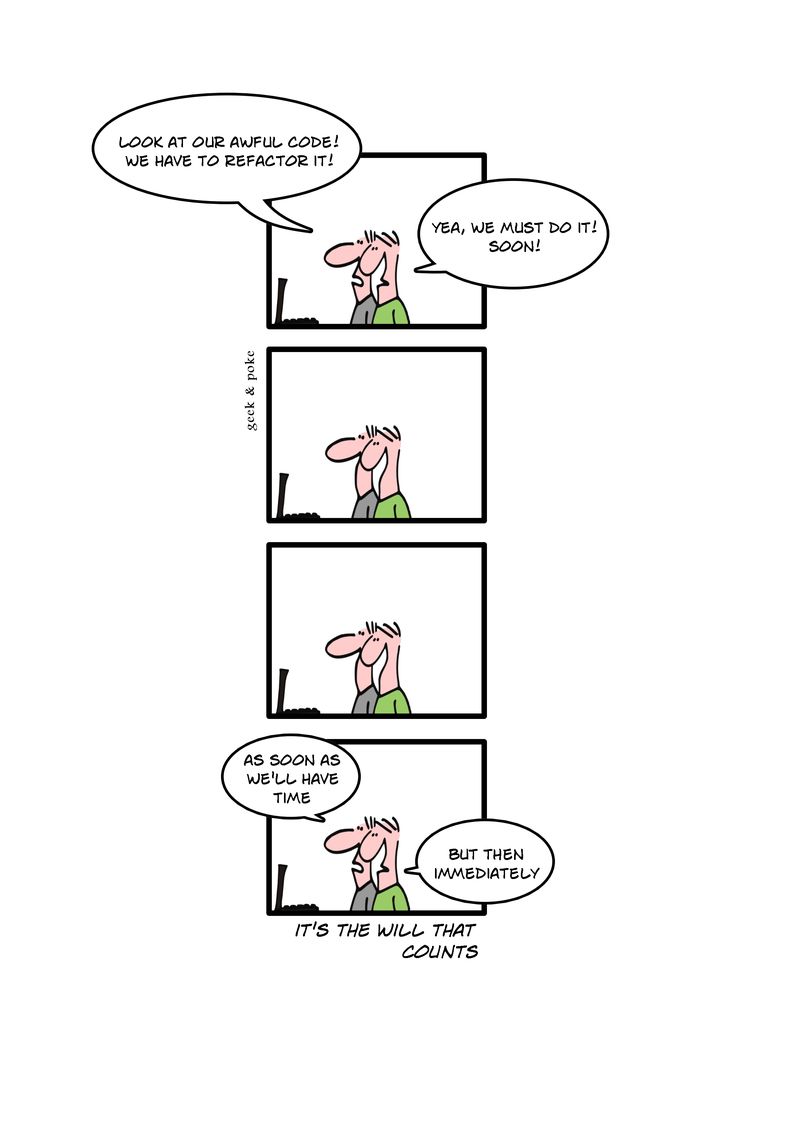 LOOK AT OUR AWFUL CODE!
WE HAVE TO REFACTOR IT!
YEA, WE MUST DO IT!
SOON!
geek & poke
AS SOON AS
WE'LL HAVE
TIME
BUT THEN
IMMEDIATELY
IT'S THE WILL THAT
COUNTS